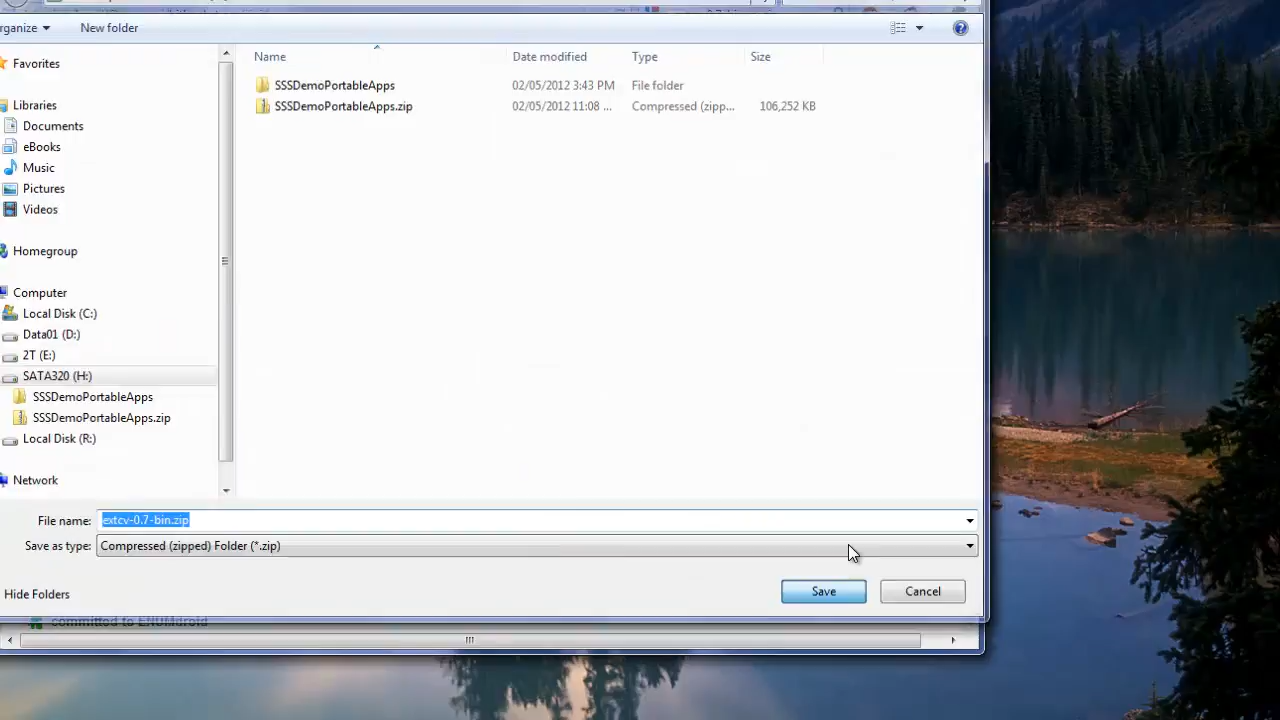 rganize
New folder
Name
Date modified
Type
Size
Favorites
SSSDemoPortableApps
02/05/2012 3:43 PM
File folder
SSSDemoPortableApps.zip
02/05/2012 11:08 ...
Compressed (zipp...
106,252 KB
Libraries
Documents
eBooks
Music
Pictures
Videos
Homegroup
Computer
Local Disk (C:)
Data01 (D:)
2T (E:)
SATA320 (H:)
SSSDemoPortableApps
SSSDemoPortableApps.zip
Local Disk (R:)
Network
File name:
extcv-0.7-bin.zip
Save as type:
Compressed (zipped) Folder (*.zip)
Hide Folders
Save
Cancel
committed to ENUMdroid